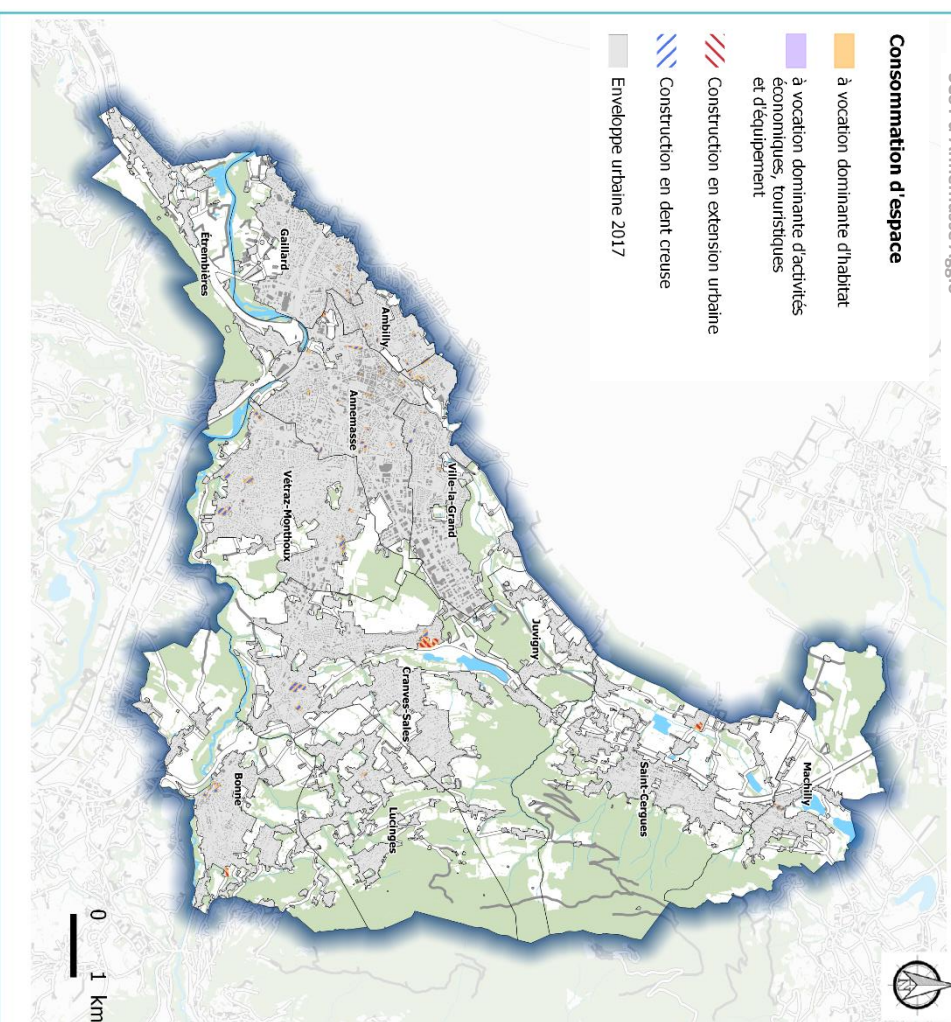 Consommation d'espace
à vocation dominante d'habitat
à vocation dominante d'activités
économiques, touristiques
et d'équipement
Construction en extension urbaine
Construction en dent creuse
Enveloppe urbaine 2017
Machilly
Saint-Cergues
Juvigny
Ville-la-Grand
Ambilly
Annemasse
Gaillard
Étrembières
Vétraz-Monthoux
Cranves-Sales
Lucinges
Bonne
N
0 1 km